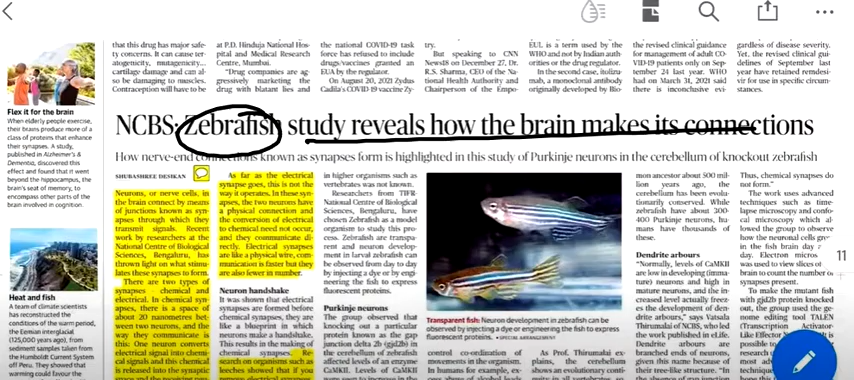 that this drug has major safe-
ty concerns. It can cause ter-
atogenicity, mutagenicity...
cartilage damage and can al-
so be damaging to muscles.
Contraception will have to be
at P.D. Hinduja National Hos-
pital and Medical Research
Centre, Mumbai.
"Drug companies are ag-
gressively marketing the
drug with blatant lies and
the national COVID-19 task
force has refused to include
drugs/vaccines granted an
EUA by the regulator.
On August 20, 2021 Zydus
Cadila's COVID-19 vaccine Zy-
try.
But speaking to CNN
News18 on December 27, Dr.
R.S. Sharma, CEO of the Na-
tional Health Authority and
Chairperson of the Empo-
EUL is a term used by the
WHO and not by Indian auth-
orities or the drug regulator.
In the second case, itolizu-
mab, a monoclonal antibody
originally developed by Bio-
the revised clinical guidance
for management of adult CO-
VID-19 patients only on Sep-
tember 24 last year. WHO
had on March 31, 2021 said
there is inconclusive evi-
gardless of disease severity.
Yet, the revised clinical gui-
delines of September last
year have retained remdesi-
vir for use in specific circum-
stances.
Flex it for the brain
When elderly people exercise,
their brains produce more of a
class of proteins that enhance
their synapses. A study,
published in Alzheimer's &
Dementia, discovered this
effect and found that it went
beyond the hippocampus, the
brain's seat of memory, to
encompass other parts of the
brain involved in cognition.
Heat and fish
A team of climate scientists
has reconstructed the
conditions of the warm period,
the Eemian interglacial
(125,000 years ago), from
sediment samples taken from
the Humboldt Current System
off Peru. They showed that
warming could favour the
NCBS: Zebrafish study reveals how the brain makes its connections
How nerve-end connections known as synapses form is highlighted in this study of Purkinje neurons in the cerebellum of knockout zebrafish
SHUBASHREE DESIKAN
Neurons, or nerve cells, in
the brain connect by means
of junctions known as syn-
apses through which they
transmit signals. Recent
work by researchers at the
National Centre of Biological
Sciences, Bengaluru, has
thrown light on what stimu-
lates these synapses to form.
There are two types of
synapses - chemical and
electrical. In chemical syn-
apses, there is a space of
about 20 nanometers bet-
ween two neurons, and the
way they communicate is
this: One neuron converts
electrical signal into chemi-
cal signals and this chemical
is released into the synaptic
As far as the electrical
synapse goes, this is not the
way it operates. In these syn-
apses, the two neurons have
a physical connection and
the conversion of electrical
to chemical need not occur,
and they communicate di-
rectly. Electrical synapses
are like a physical wire, com-
munication is faster but they
are also fewer in number.
Neuron handshake
It was shown that electrical
synapses are formed before
chemical synapses, they are
like a blueprint in which
neurons make a handshake.
This results in the making of
chemical synapses. Re-
search on organisms such as
leeches showed that if you
in higher organisms such as
vertebrates was not known.
Researchers from TIFR-
National Centre of Biological
Sciences, Bengaluru, have
chosen Zebrafish as a model
organism to study this pro-
cess. Zebrafish are transpa-
rent and neuron develop-
ment in larval zebrafish can
be observed from day to day
by injecting a dye or by engi-
neering the fish to express
fluorescent proteins.
Purkinje neurons
The group observed that
knocking out a particular
protein known as the gap
junction delta 2b (gjd2b) in
the cerebellum of zebrafish
affected levels of an enzyme
CaMKII. Levels of CaMKII
Transparent fish: Neuron development in zebrafish can be
observed by injecting a dye or engineering the fish to express
fluorescent proteins. • SPECIAL ARRANGEMENT
control co-ordination of
movements in the organism.
In humans, for example, ex-
As Prof. Thirumalai ex-
plains, the cerebellum
shows an evolutionary conti-
mon ancestor about 500 mil-
lion years ago, the
cerebellum has been evolu-
tionarily conserved. While
zebrafish have about 300-
400 Purkinje neurons, hu-
mans have thousands of
these.
Dendrite arbours
"Normally, levels of CaMKII
are low in developing (imma-
ture) neurons and high in
mature neurons, and the in-
creased level actually freez-
es the development of den-
drite arbours," says Vatsala
Thirumalai of NCBS, who led
the work published in eLife.
Dendrite arbours are
branched ends of neurons,
given this name because of
their tree-like structure. "In
Thus, chemical synapses do
not form."
The work uses advanced
techniques such as time-
lapse microscopy and confo-
cal microscopy which al-
lowed the group to observe
how the neuronal cells grow
in the fish brain day
day. Electron micros
was used to view slices of
brain to count the number o
synapses present.
To make the mutant fish
with gjd2b protein knocked
out, the group used the ge-
nome editing tool TALEN
(Transcription Activator-
Like Effector
possible to
research
11